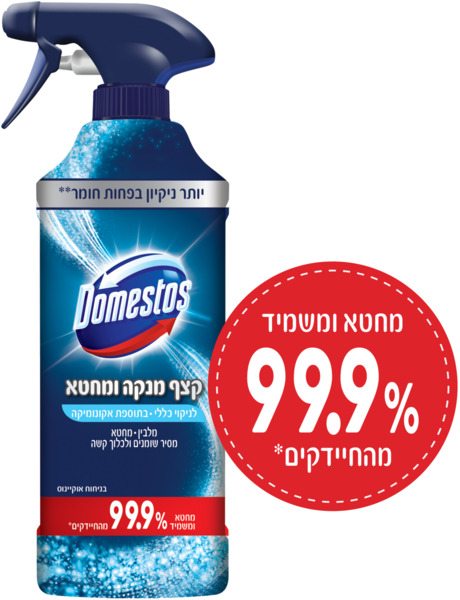 יותר ניקיון בפחות חומר**
Domestos
קצף מנקה ומחטא
לניקוי כללי • בתוספת אקונומיקה
מלבין • מחטא
מסיר שומנים ולכלוך קשה
בניחוח אוקיינוס
מחטא
ומשמיד 99.9% מהחיידקים*
מחטא ומשמיד
99.9%
מהחיידקים*